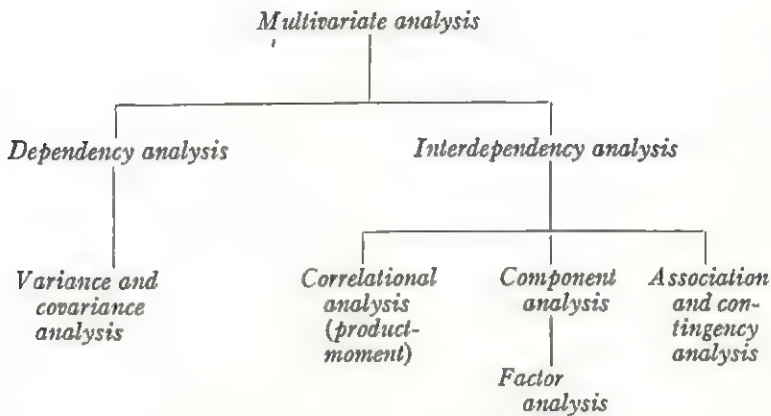 Multivariate analysis
Dependency analysis
Interdependency analysis
Variance and
covariance
analysis
Correlational
analysis
(product-
moment)
Component
analysis
Association
and con-
tingency
analysis
Factor
analysis